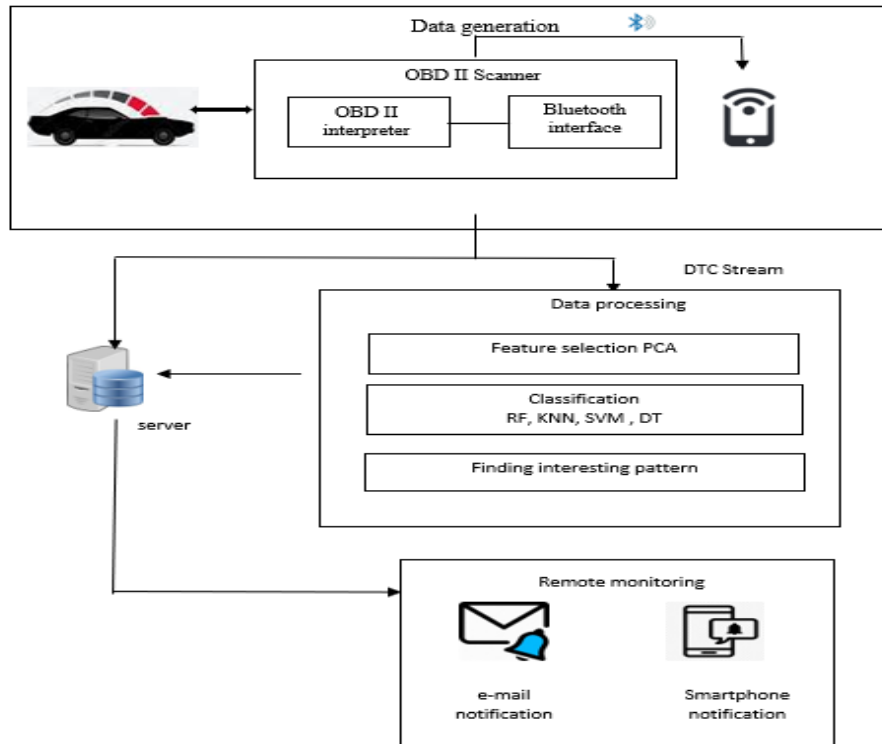 Data generation
OBD II Scanner
OBD II
interpreter
Bluetooth
interface
DTC Stream
Data processing
Feature selection PCA
Classification
RF, KNN, SVM , DT
Finding interesting pattern
server
Remote monitoring
e-mail
notification
Smartphone
notification